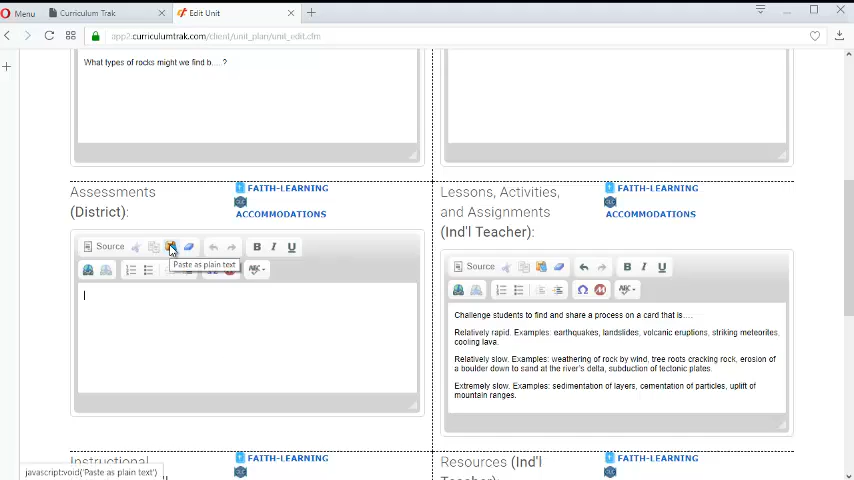 Menu
Curriculum Trak
Edit Unit
app2.curriculumtrak.com/client/unit_plan/unit_edit.cfm
What types of rocks might we find b.....?
Assessments
(District):
FAITH-LEARNING
ACCOMMODATIONS
Source
B I U
ABC
Paste as plain text
Lessons, Activities,
and Assignments
(Ind'l Teacher):
FAITH-LEARNING
ACCOMMODATIONS
Source
B I U
Ω
ABC
Challenge students to find and share a process on a card that is.....
Relatively rapid. Examples: earthquakes, landslides, volcanic eruptions, striking meteorites,
cooling lava.
Relatively slow. Examples: weathering of rock by wind, tree roots cracking rock, erosion of
a boulder down to sand at the river's delta, subduction of tectonic plates.
Extremely slow. Examples: sedimentation of layers, cementation of particles, uplift of
mountain ranges.
Instructional
FAITH-LEARNING
Resources (Ind'l
Teacher):
FAITH-LEARNING
javascript:void('Paste as plain text')